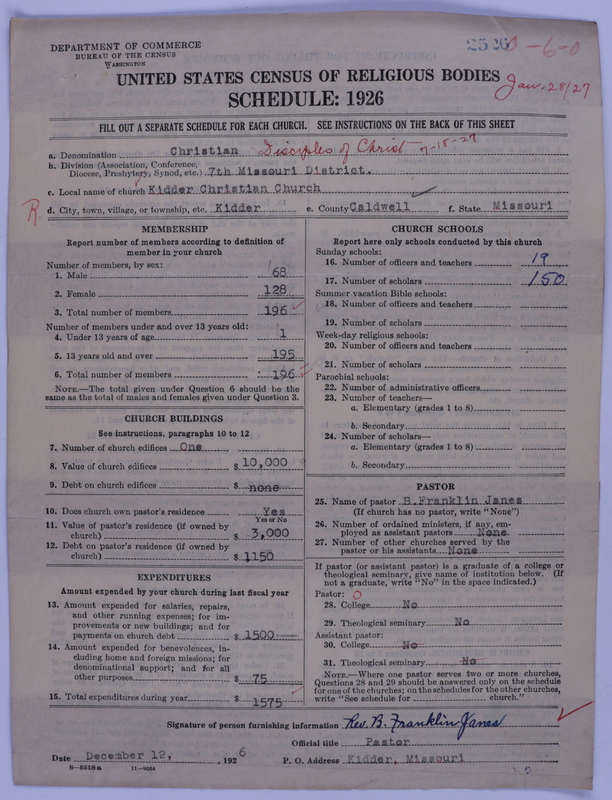 DEPARTMENT OF COMMERCE
BUREAU OF THE CENSUS
WASHINGTON
2526 0-6-0
UNITED STATES CENSUS OF RELIGIOUS BODIES
Jan. 28/27
SCHEDULE: 1926
FILL OUT A SEPARATE SCHEDULE FOR EACH CHURCH. SEE INSTRUCTIONS ON THE BACK OF THIS SHEET
a. Denomination Christian Disciples of Christ 7-18-27
b. Division (Association, Conference,
Diocese, Presbytery, Synod, etc.) 7th Missouri District.
c. Local name of church Kidder Christian Church
R. d. City, town, village, or township, etc. Kidder e. County Caldwell f. State Missouri
MEMBERSHIP
Report number of members according to definition of
member in your church
Number of members, by sex:
1. Male 68
2. Female 128
3. Total number of members 196
Number of members under and over 13 years old:
4. Under 13 years of age 1
5. 13 years old and over 195
6. Total number of members 196
NOTE.—The total given under Question 6 should be the
same as the total of males and females given under Question 3.
CHURCH BUILDINGS
See instructions, paragraphs 10 to 12
7. Number of church edifices One
8. Value of church edifices $ 10,000
9. Debt on church edifices $ none
10. Does church own pastor's residence Yes
Yes or No
11. Value of pastor's residence (if owned by
church) $ 3,000
12. Debt on pastor's residence (if owned by
church) $ 1150
EXPENDITURES
Amount expended by your church during last fiscal year
13. Amount expended for salaries, repairs,
and other running expenses; for im-
provements or new buildings; and for
payments on church debt $ 1500
14. Amount expended for benevolences, in-
cluding home and foreign missions; for
denominational support; and for all
other purposes $ 75
15. Total expenditures during year $ 1575
CHURCH SCHOOLS
Report here only schools conducted by this church
Sunday schools:
16. Number of officers and teachers 19
17. Number of scholars 150
Summer vacation Bible schools:
18. Number of officers and teachers
19. Number of scholars
Week-day religious schools:
20. Number of officers and teachers
21. Number of scholars
Parochial schools:
22. Number of administrative officers
23. Number of teachers—
a. Elementary (grades 1 to 8)
b. Secondary
24. Number of scholars—
a. Elementary (grades 1 to 8)
b. Secondary
PASTOR
25. Name of pastor B.Franklin Janes
(If church has no pastor, write "None")
26. Number of ordained ministers, if any, em-
ployed as assistant pastors None.
27. Number of other churches served by the
pastor or his assistants None
If pastor (or assistant pastor) is a graduate of a college or
theological seminary, give name of institution below. (If
not a graduate, write "No" in the space indicated.)
Pastor: 0
28. College No
29. Theological seminary No
Assistant pastor:
30. College No
31. Theological seminary No
NOTE.—Where one pastor serves two or more churches,
Questions 28 and 29 should be answered only on the schedule
for one of the churches; on the schedules for the other churches,
write "See schedule for church."
Signature of person furnishing information Rev. B. Franklin Janes
Official title Pastor
Date December 12, , 1926 P. O. Address Kidder, Missouri
8—5518a 11—9036